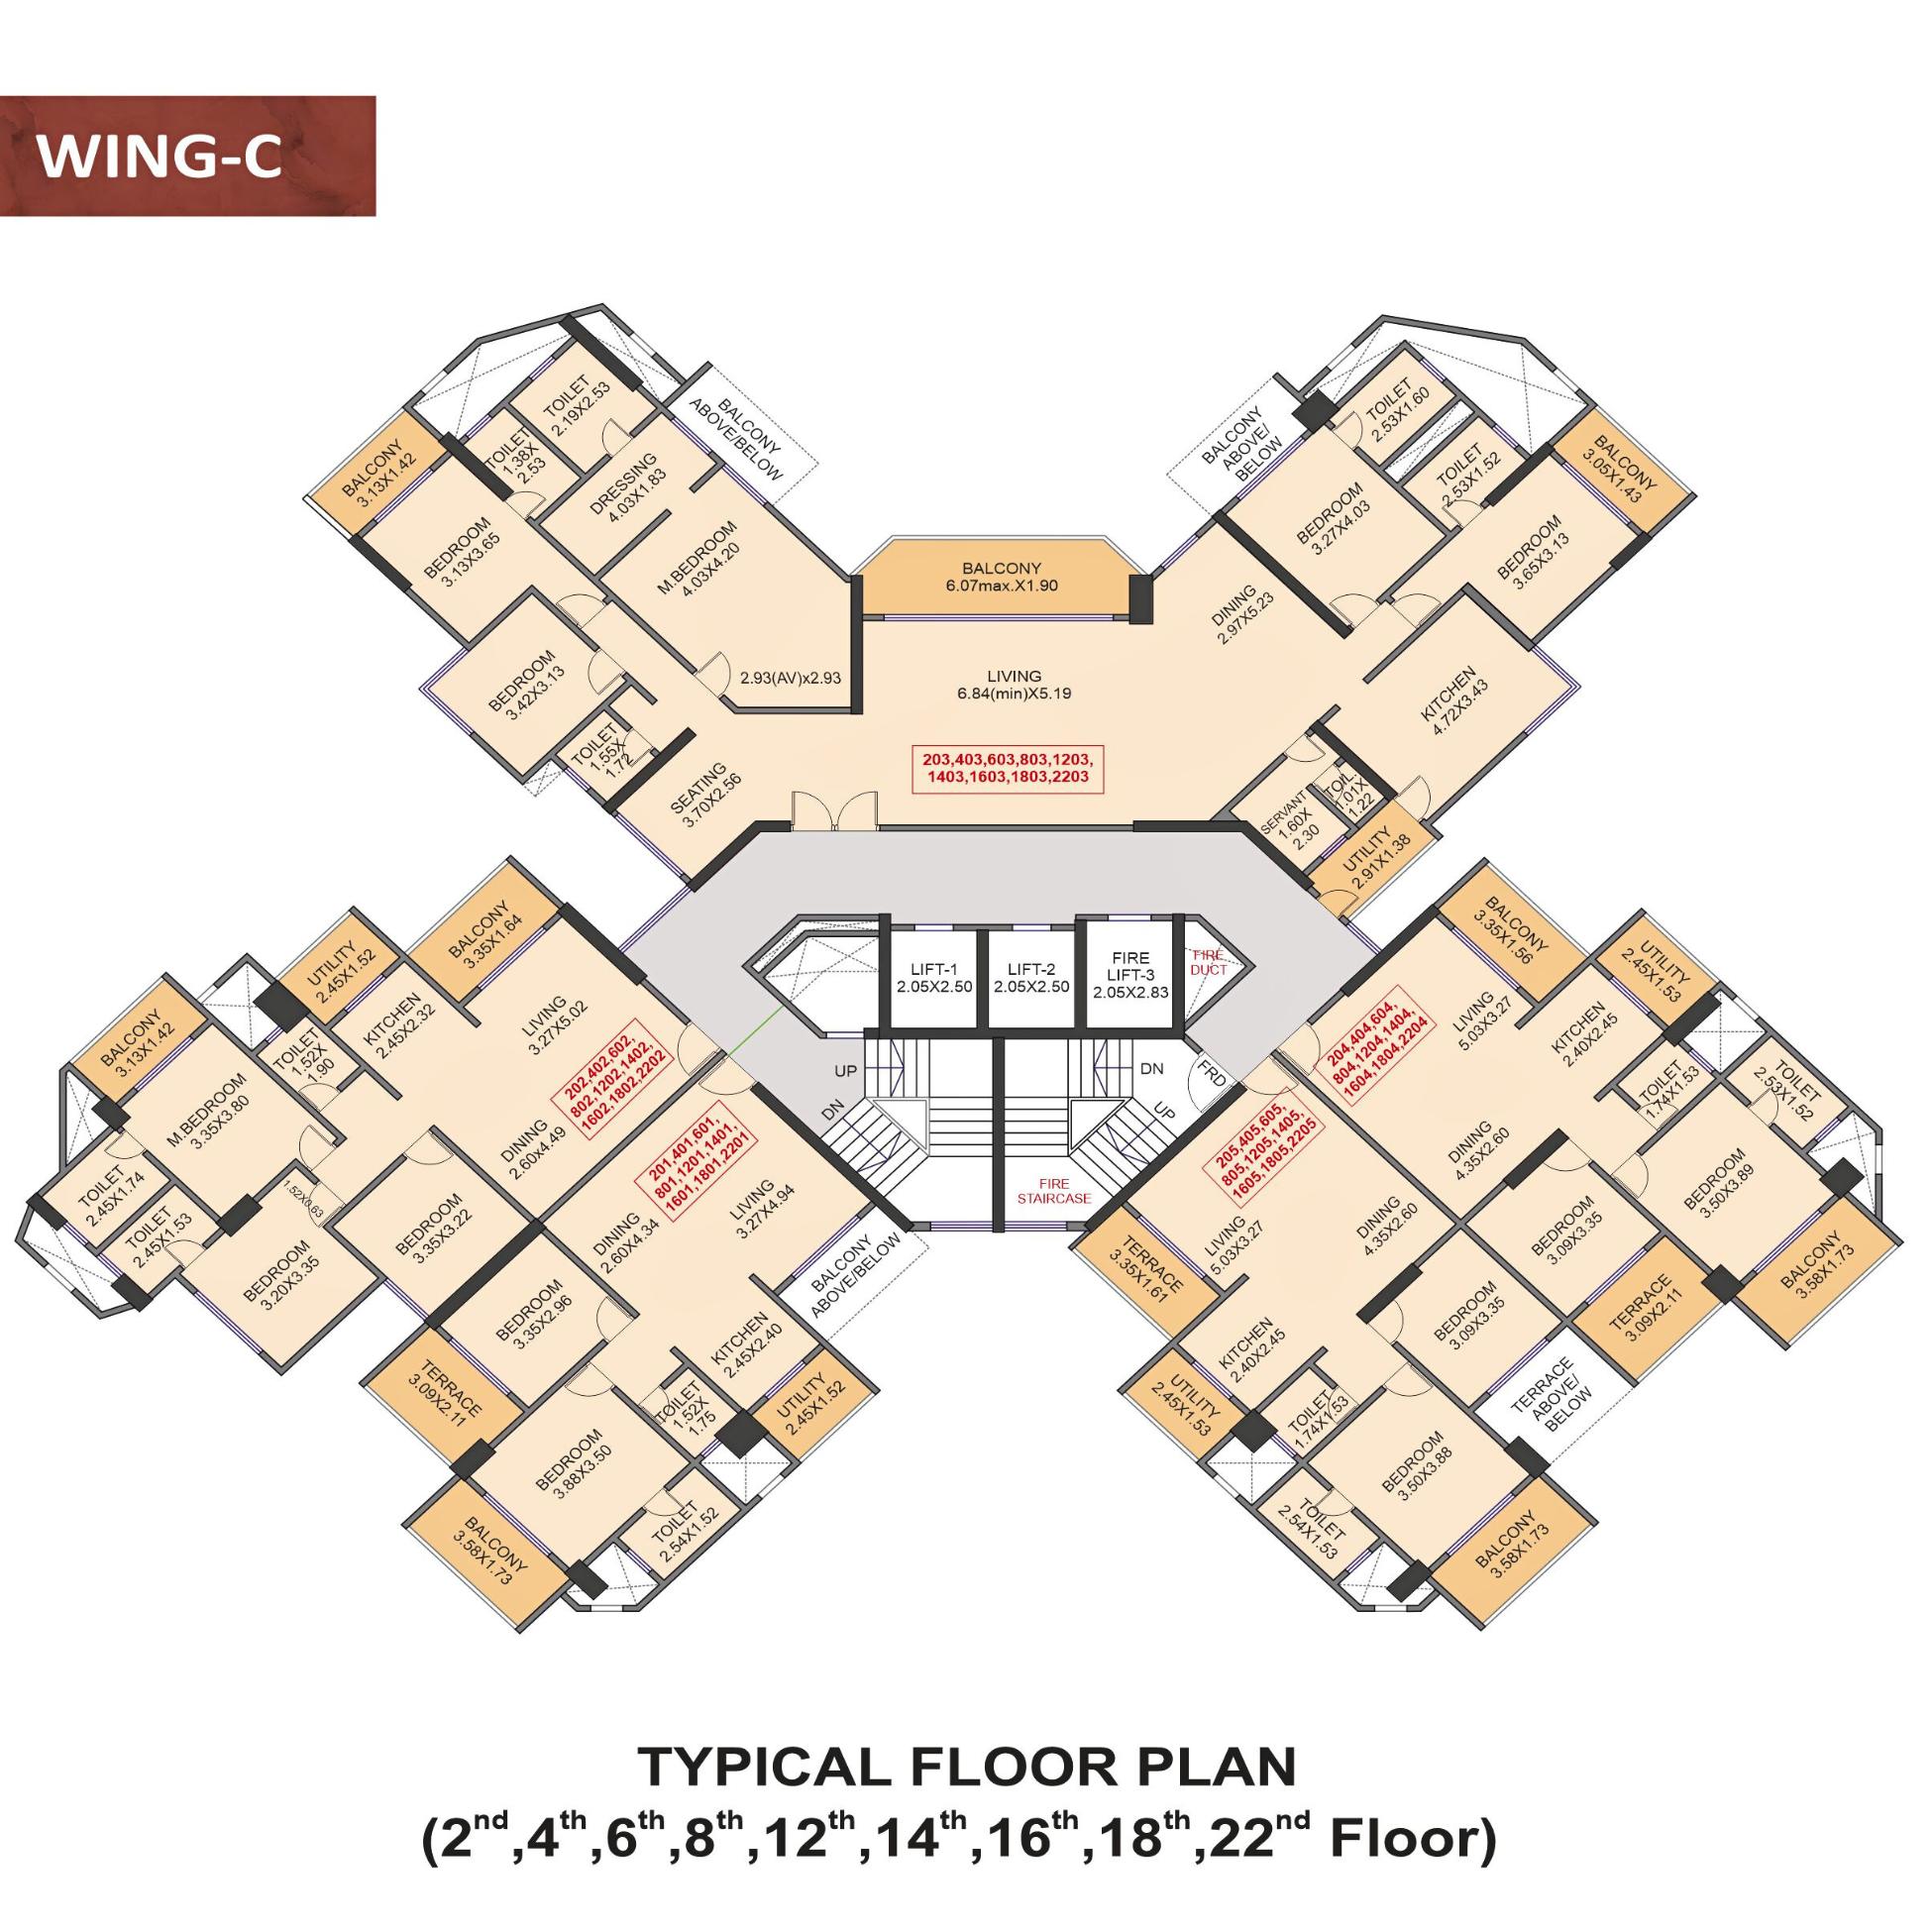 WING-C
TOILET
2.19X2.53
TOILET
1.38X
2.53
BALCONY
3.13X1.42
DRESSING
4.03X1.83
BALCONY
ABOVE/BELOW
BEDROOM
3.13X3.65
M.BEDROOM
4.03X4.20
2.93(AV)x2.93
BEDROOM
3.42X3.13
TOILET
1.55X
1.72
SEATING
3.70X2.56
BALCONY
6.07max.X1.90
LIVING
6.84(min)X5.19
203,403,603,803,1203,
1403,1603,1803,2203
DINING
2.97X5.23
BALCONY
ABOVE/
BELOW
TOILET
2.53X1.60
TOILET
2.53X1.52
BALCONY
3.05X1.43
BEDROOM
3.27X4.03
BEDROOM
3.65X3.13
KITCHEN
4.72X3.43
SERVANT
1.60X
2.30
TOIL.
1.01X
1.22
UTILITY
2.91X1.38
BALCONY
3.35X1.64
UTILITY
2.45X1.52
KITCHEN
2.45X2.32
LIVING
3.27X5.02
BALCONY
3.13X1.42
TOILET
1.52X
1.90
M.BEDROOM
3.35X3.80
202,402,602,
802,1202,1402,
1602,1802,2202
DINING
2.60x4.49
TOILET
2.45X1.74
TOILET
2.45X1.53
1.52X0.63
BEDROOM
3.20X3.35
BEDROOM
3.35X3.22
LIFT-1
2.05X2.50
LIFT-2
2.05X2.50
FIRE
LIFT-3
2.05X2.83
FIRE
DUCT
UP
DN
DN
UP
FRD
FIRE
STAIRCASE
201,401,601,
801,1201,1401,
1601,1801,2201
LIVING
3.27X4.94
DINING
2.60X4.34
BALCONY
ABOVE/BELOW
BEDROOM
3.35X2.96
KITCHEN
2.45X2.40
UTILITY
2.45X1.52
TERRACE
3.09X2.11
TOILET
1.52X
1.75
BEDROOM
3.88X3.50
TOILET
2.54X1.52
BALCONY
3.58X1.73
BALCONY
3.35X1.56
UTILITY
2.45X1.53
LIVING
5.03X3.27
KITCHEN
2.40X2.45
204,404,604,
804,1204,1404,
1604,1804,2204
TOILET
1.74X1.53
TOILET
2.53X1.52
DINING
4.35X2.60
BEDROOM
3.50X3.89
BEDROOM
3.09X3.35
BALCONY
3.58X1.73
TERRACE
3.09X2.11
205,405,605,
805,1205,1405,
1605,1805,2205
LIVING
5.03X3.27
DINING
4.35X2.60
TERRACE
3.35X1.61
KITCHEN
2.40X2.45
BEDROOM
3.09X3.35
UTILITY
2.45X1.53
TOILET
1.74X1.53
TERRACE
ABOVE/
BELOW
BEDROOM
3.50X3.88
TOILET
2.54X1.53
BALCONY
3.58X1.73
TYPICAL FLOOR PLAN
(2nd,4th,6th,8th,12th,14th,16th,18th,22nd Floor)